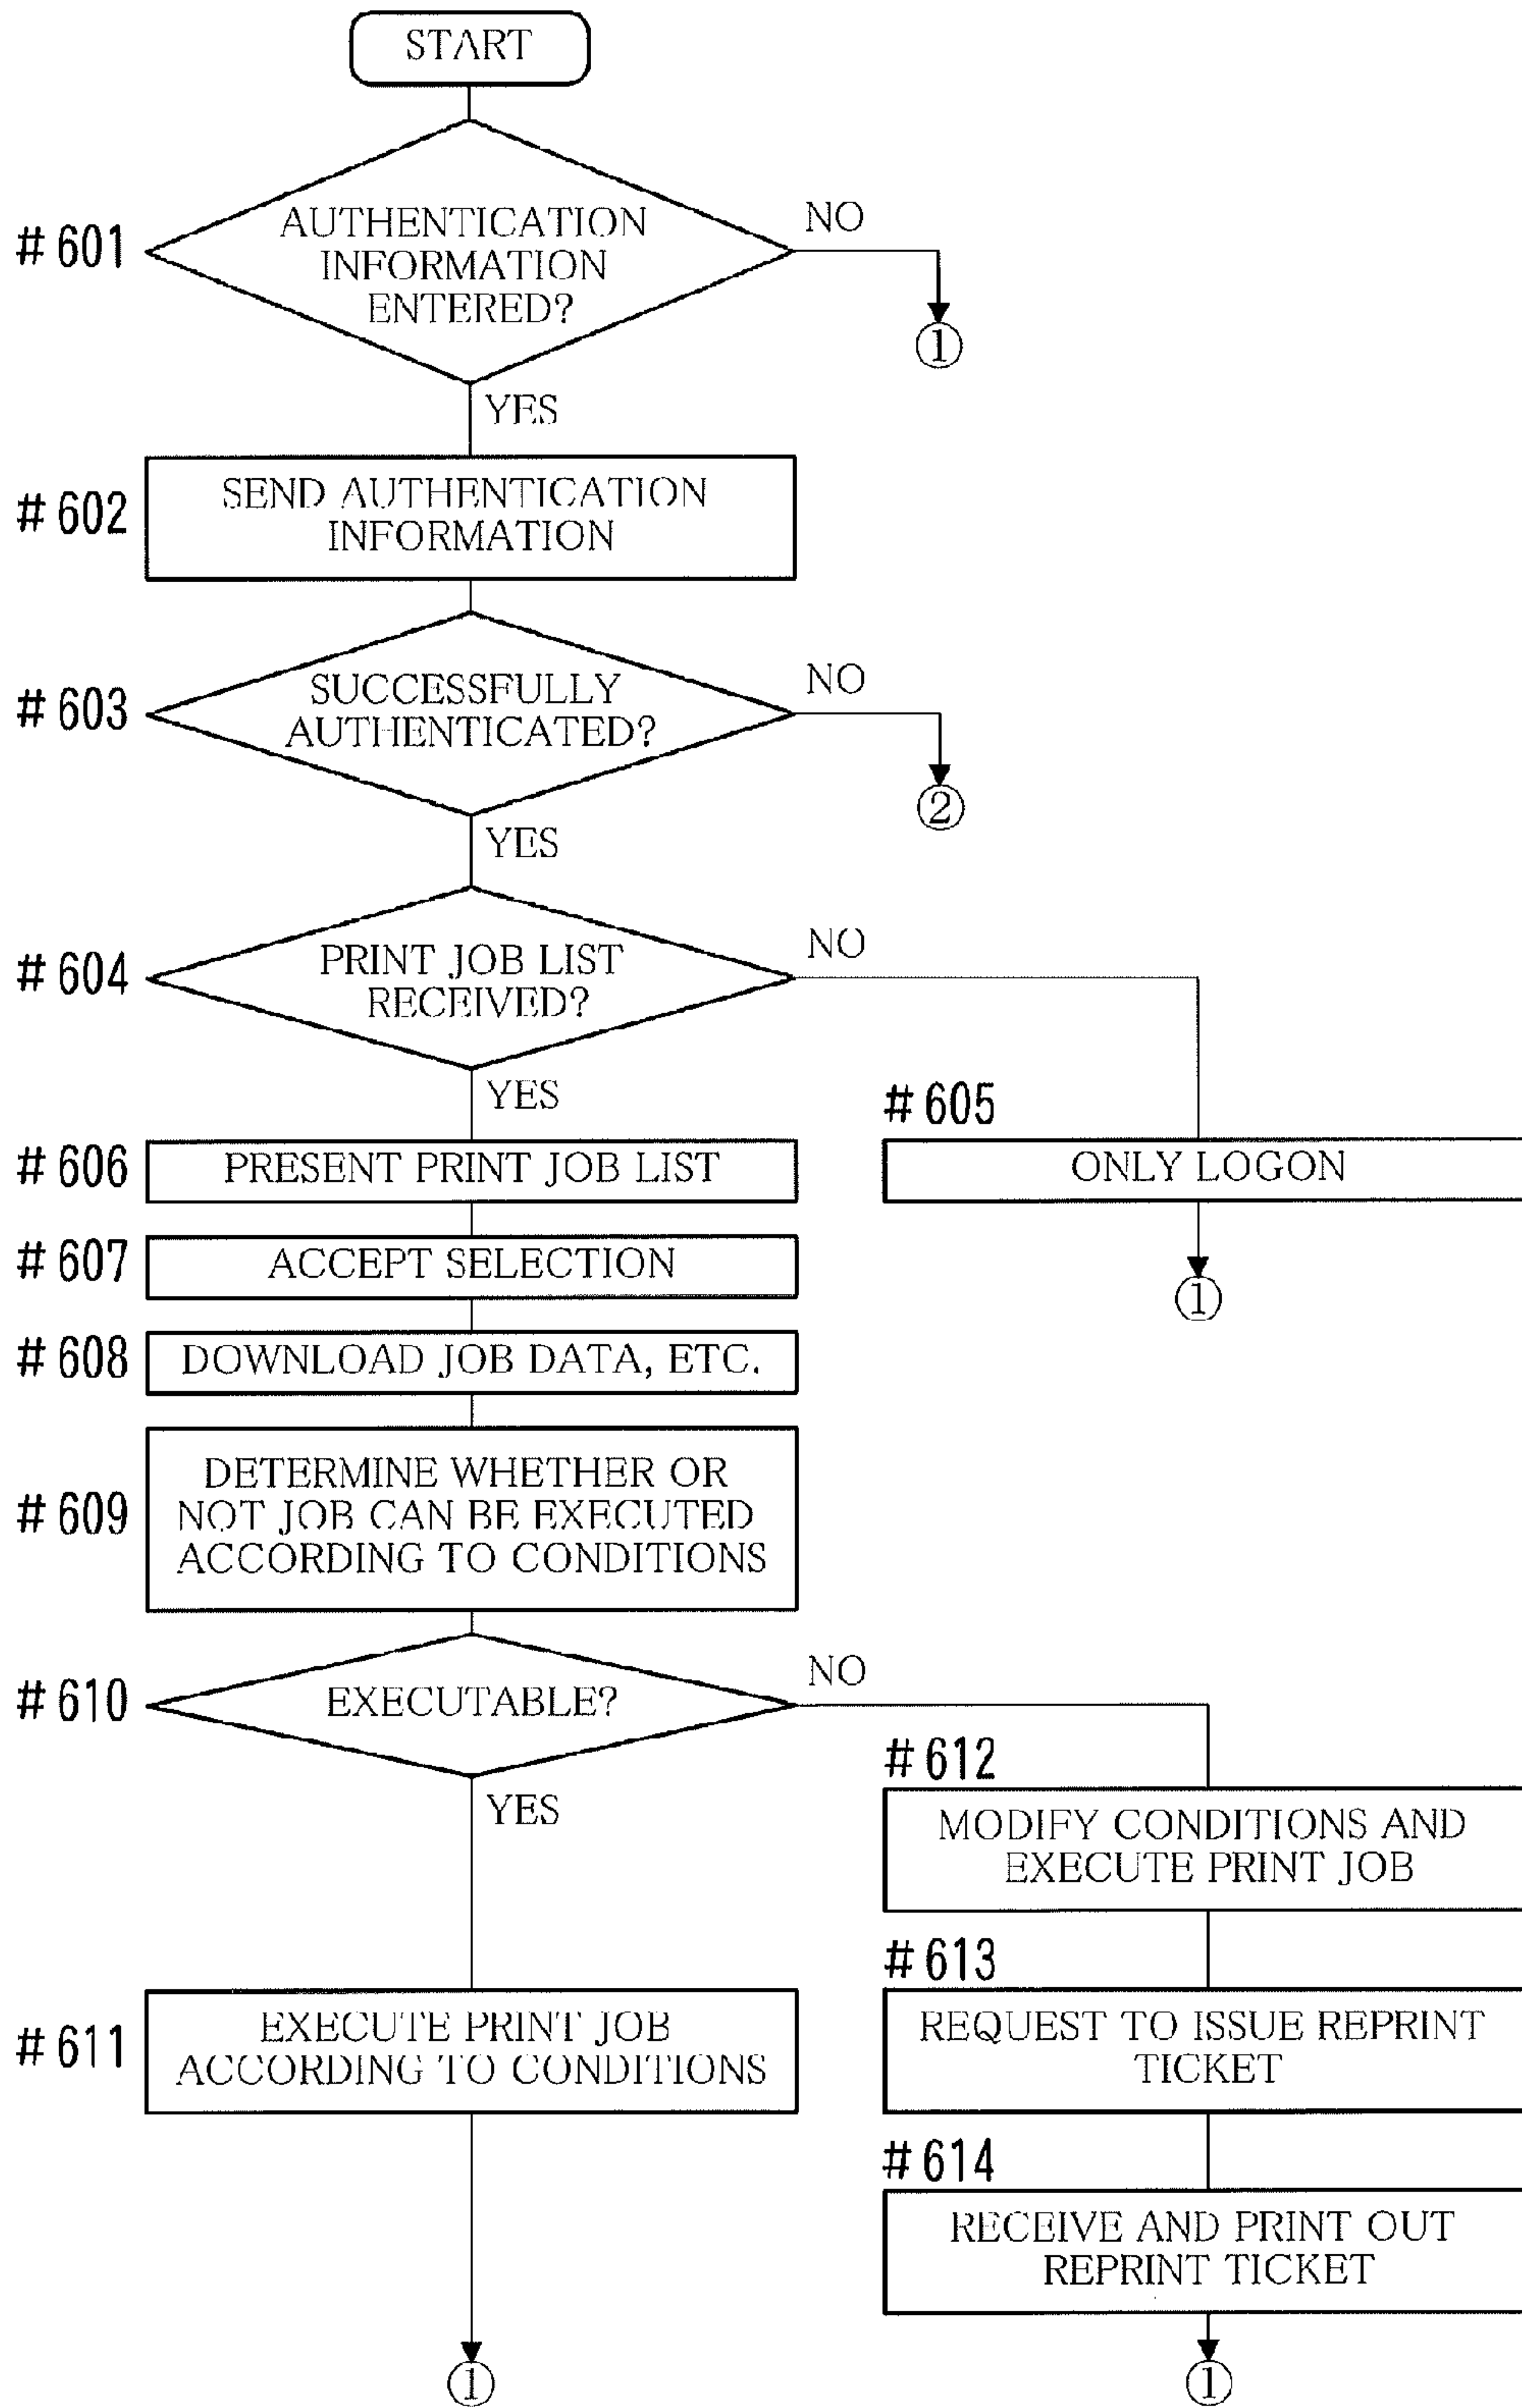 START
# 601
AUTHENTICATION
INFORMATION
ENTERED?
NO
①
YES
# 602
SEND AUTHENTICATION
INFORMATION
# 603
SUCCESSFULLY
AUTHENTICATED?
NO
②
YES
# 604
PRINT JOB LIST
RECEIVED?
NO
YES
# 605
ONLY LOGON
①
# 606
PRESENT PRINT JOB LIST
# 607
ACCEPT SELECTION
# 608
DOWNLOAD JOB DATA, ETC.
# 609
DETERMINE WHETHER OR
NOT JOB CAN BE EXECUTED
ACCORDING TO CONDITIONS
# 610
EXECUTABLE?
NO
YES
# 612
MODIFY CONDITIONS AND
EXECUTE PRINT JOB
# 613
REQUEST TO ISSUE REPRINT
TICKET
# 611
EXECUTE PRINT JOB
ACCORDING TO CONDITIONS
# 614
RECEIVE AND PRINT OUT
REPRINT TICKET
①
①